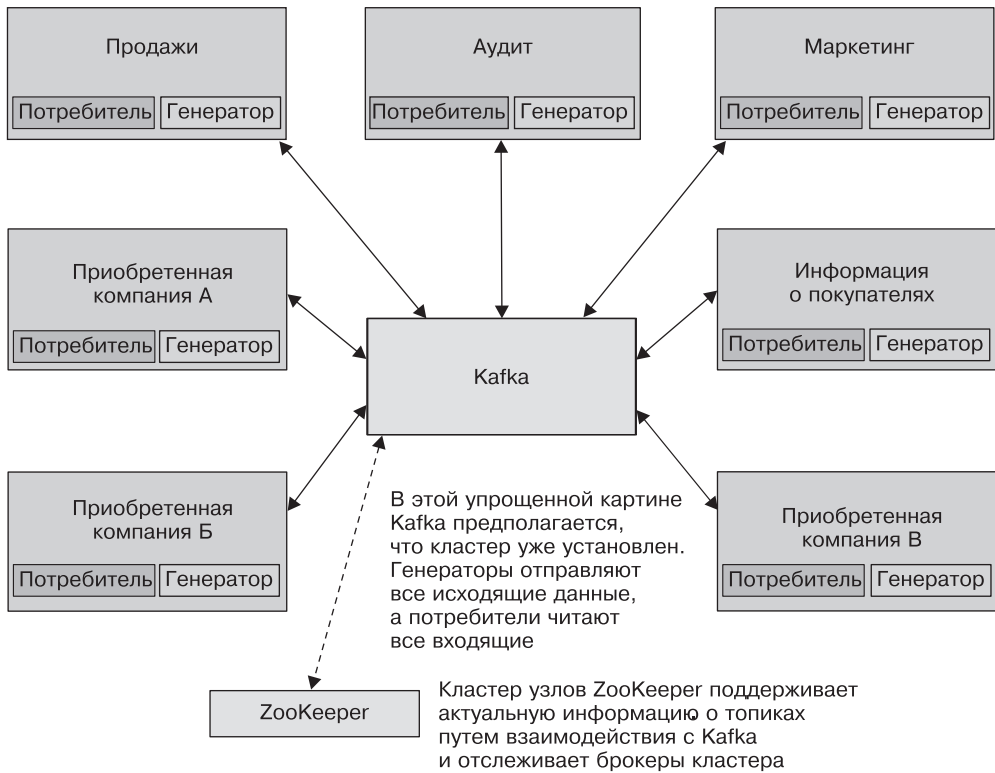 Продажи
Потребитель Генератор
Аудит
Потребитель Генератор
Маркетинг
Потребитель Генератор
Приобретенная
компания А
Потребитель Генератор
Информация
о покупателях
Потребитель Генератор
Kafka
Приобретенная
компания Б
Потребитель Генератор
В этой упрощенной картине
Kafka предполагается,
что кластер уже установлен.
Генераторы отправляют
все исходящие данные,
а потребители читают
все входящие
Приобретенная
компания В
Потребитель Генератор
ZooKeeper
Кластер узлов ZooKeeper поддерживает
актуальную информацию о топиках
путем взаимодействия с Kafka
и отслеживает брокеры кластера